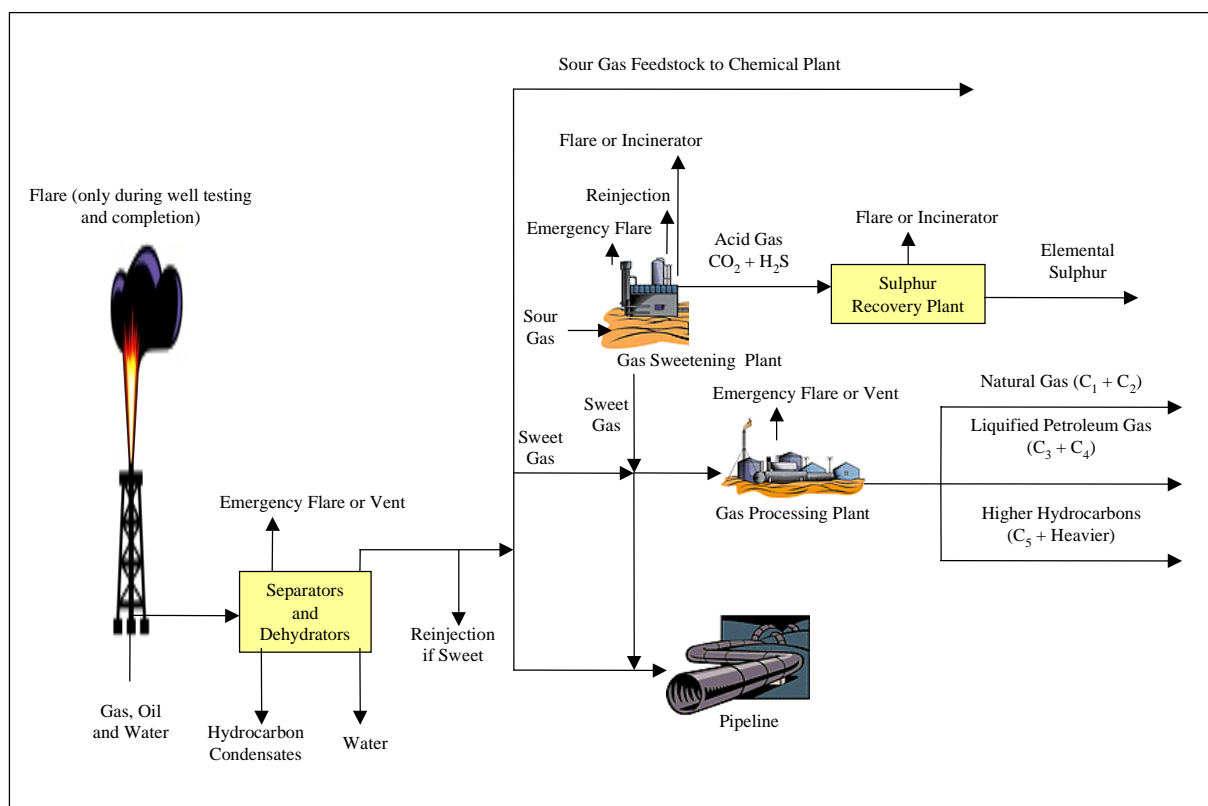 Sour Gas Feedstock to Chemical Plant
Flare or Incinerator
Flare (only during well testing
and completion)
Reinjection
Emergency Flare
Acid Gas
CO₂ + H₂S
Flare or Incinerator
Elemental
Sulphur
Sulphur
Recovery Plant
Sour
Gas
Gas Sweetening Plant
Sweet
Gas
Sweet
Gas
Emergency Flare or Vent
Natural Gas (C₁ + C₂)
Liquified Petroleum Gas
(C₃ + C₄)
Gas Processing Plant
Higher Hydrocarbons
(C₅ + Heavier)
Emergency Flare or Vent
Separators
and
Dehydrators
Reinjection
if Sweet
Gas, Oil
and Water
Hydrocarbon
Condensates
Water
Pipeline